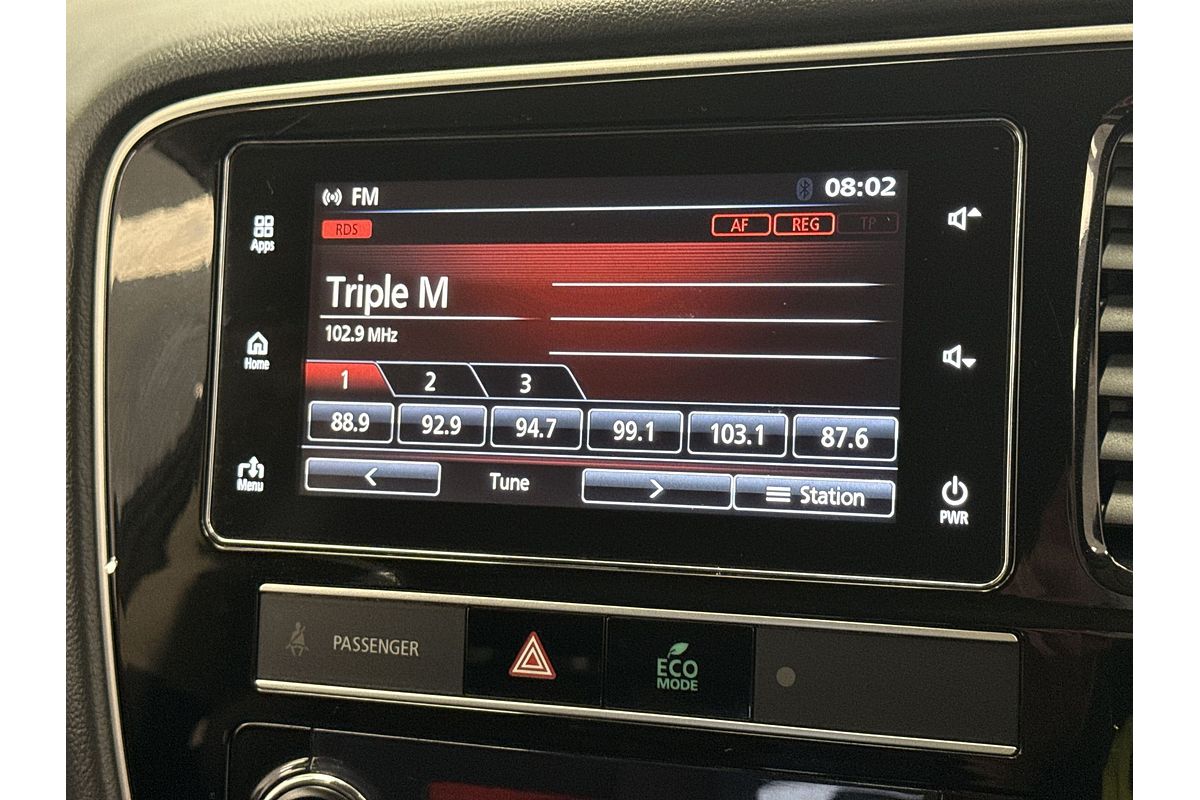 FM 08:02
RDS AF REG TP
Apps
Triple M
102.9 MHz
Home
1 2 3
88.9 92.9 94.7 99.1 103.1 87.6
< Tune > Station
Menu
PWR
PASSENGER
ECO
MODE